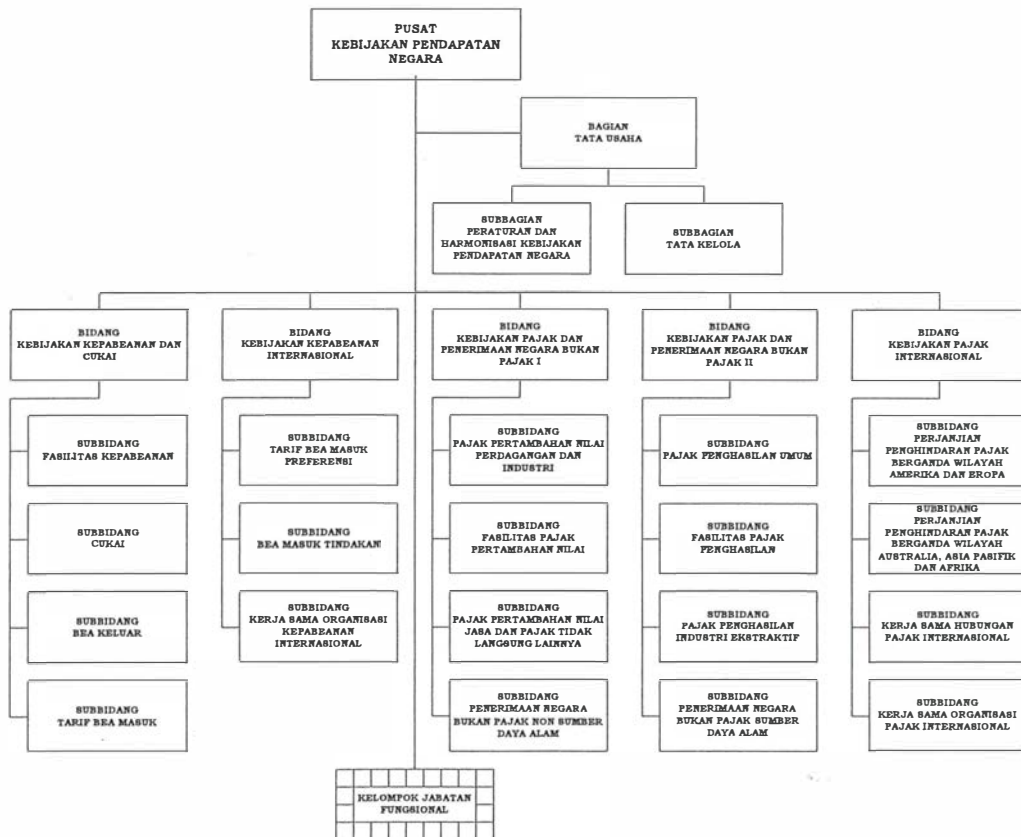 PUSAT
KEBIJAKAN PENDAPATAN
NEGARA
BAGIAN
TATA USAHA
SUBBAGIAN
PERATURAN DAN
HARMONISASI KEBIJAKAN
PENDAPATAN NEGARA
SUBBAGIAN
TATA KELOLA
BIDANG
KEBIJAKAN KEPABEANAN DAN
CUKAI
BIDANG
KEBIJAKAN KEPABEANAN
INTERNASIONAL
BIDANG
KEBIJAKAN PAJAK DAN
PENERIMAAN NEGARA BUKAN
PAJAK I
BIDANG
KEBIJAKAN PAJAK DAN
PENERIMAAN NEGARA BUKAN
PAJAK II
BIDANG
KEBIJAKAN PAJAK
INTERNASIONAL
SUBBIDANG
FASILITAS KEPABEANAN
SUBBIDANG
TARIF BEA MASUK
PREFERENSI
SUBBIDANG
PAJAK PERTAMBAHAN NILAI
PERDAGANGAN DAN
INDUSTRI
SUBBIDANG
PAJAK PENGHASILAN UMUM
SUBBIDANG
PERJANJIAN
PENGHINDARAN PAJAK
BERGANDA WILAYAH
AMERIKA DAN EROPA
SUBBIDANG
CUKAI
SUBBIDANG
BEA MASUK TINDAKAN
SUBBIDANG
FASILITAS PAJAK
PERTAMBAHAN NILAI
SUBBIDANG
FASILITAS PAJAK
PENGHASILAN
SUBBIDANG
PERJANJIAN
PENGHINDARAN PAJAK
BERGANDA WILAYAH
AUSTRALIA, ASIA PASIFIK
DAN AFRIKA
SUBBIDANG
BEA KELUAR
SUBBIDANG
KERJA SAMA ORGANISASI
KEPABEANAN
INTERNASIONAL
SUBBIDANG
PAJAK PERTAMBAHAN NILAI
JASA DAN PAJAK TIDAK
LANGSUNG LAINNYA
SUBBIDANG
PAJAK PENGHASILAN
INDUSTRI EKSTRAKTIF
SUBBIDANG
KERJA SAMA HUBUNGAN
PAJAK INTERNASIONAL
SUBBIDANG
TARIF BEA MASUK
SUBBIDANG
PENERIMAAN NEGARA
BUKAN PAJAK NON SUMBER
DAYA ALAM
SUBBIDANG
PENERIMAAN NEGARA
BUKAN PAJAK SUMBER
DAYA ALAM
SUBBIDANG
KERJA SAMA ORGANISASI
PAJAK INTERNASIONAL
KELOMPOK JABATAN
FUNGSIONAL